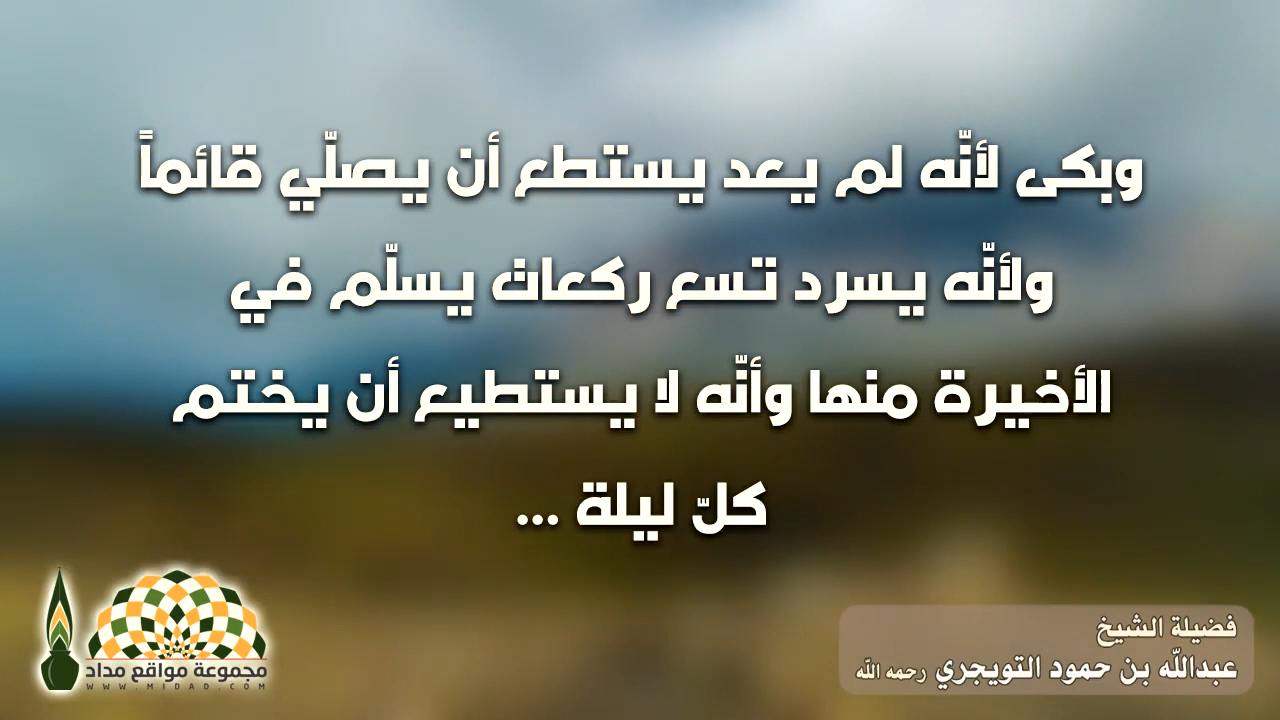 وبكى لأنّه لم يعد يستطع أن يصلّي قائماً
ولأنّه يسرد تسع ركعات يسلّم في
الأخيرة منها وأنّه لا يستطيع أن يختم
كلّ ليلة ...
فضيلة الشيخ
عبدالله بن حمود التويجري رحمه الله
مجموعة مواقع مداد
WWW.MIDAD.COM